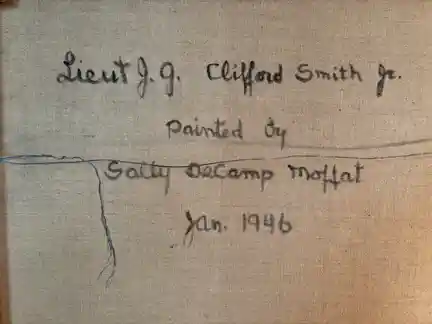 Lieut J.G. Clifford Smith Jr.
Painted By
Sally DeCamp Moffat
Jan. 1946